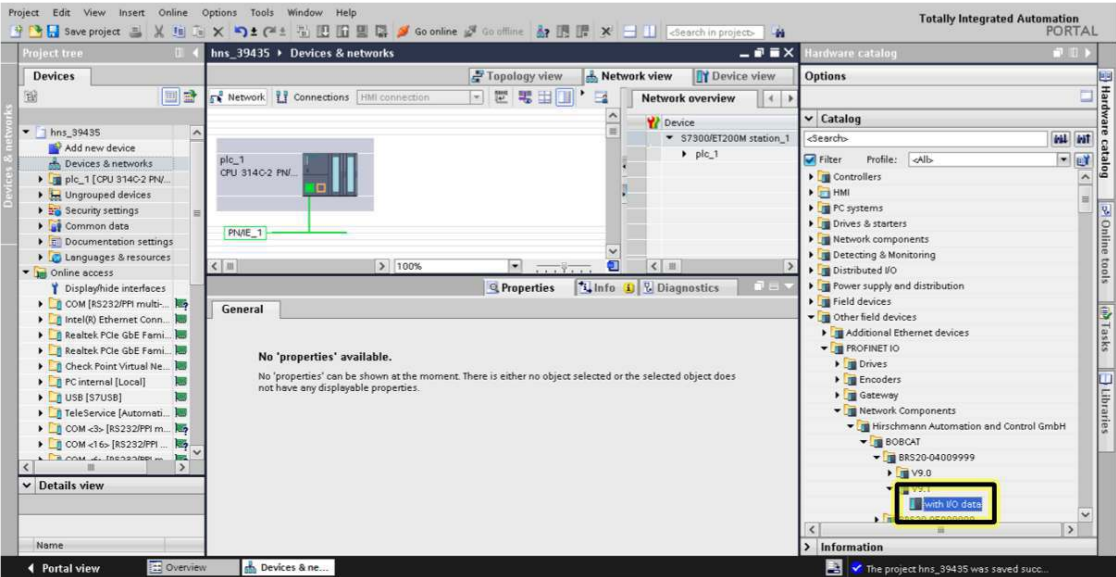 Project Edit View Insert Online Options Tools Window Help
Totally Integrated Automation
PORTAL
Save project
Go online
Go offline
<Search in project>
Project tree
Devices
hns_39435
Add new device
Devices & networks
plc_1 [CPU 314C-2 PN/...
Ungrouped devices
Security settings
Common data
Documentation settings
Languages & resources
Online access
Display/hide interfaces
COM [RS232/PPI multi-...
Intel(R) Ethernet Conn...
Realtek PCIe GbE Fami...
Realtek PCIe GbE Fami...
Check Point Virtual Ne...
PC internal [Local]
USB [S7USB]
TeleService [Automati...
COM <3> [RS232/PPI m...
COM <16> [RS232/PPI ...
Details view
Name
Devices & networks
hns_39435 ▸ Devices & networks
Topology view
Network view
Device view
Network
Connections
HMI connection
plc_1
CPU 314C-2 PN/...
PN/IE_1
100%
Network overview
Device
S7300/ET200M station_1
plc_1
Properties
Info
Diagnostics
General
No 'properties' available.
No 'properties' can be shown at the moment. There is either no object selected or the selected object does
not have any displayable properties.
Hardware catalog
Options
Catalog
<Search>
Filter
Profile:
<All>
Controllers
HMI
PC systems
Drives & starters
Network components
Detecting & Monitoring
Distributed I/O
Power supply and distribution
Field devices
Other field devices
Additional Ethernet devices
PROFINET IO
Drives
Encoders
Gateway
Network Components
Hirschmann Automation and Control GmbH
BOBCAT
BRS20-04009999
V9.0
V9.1
with I/O data
Information
Hardware catalog
Online tools
Tasks
Libraries
Portal view
Overview
Devices & ne...
The project hns_39435 was saved succ...